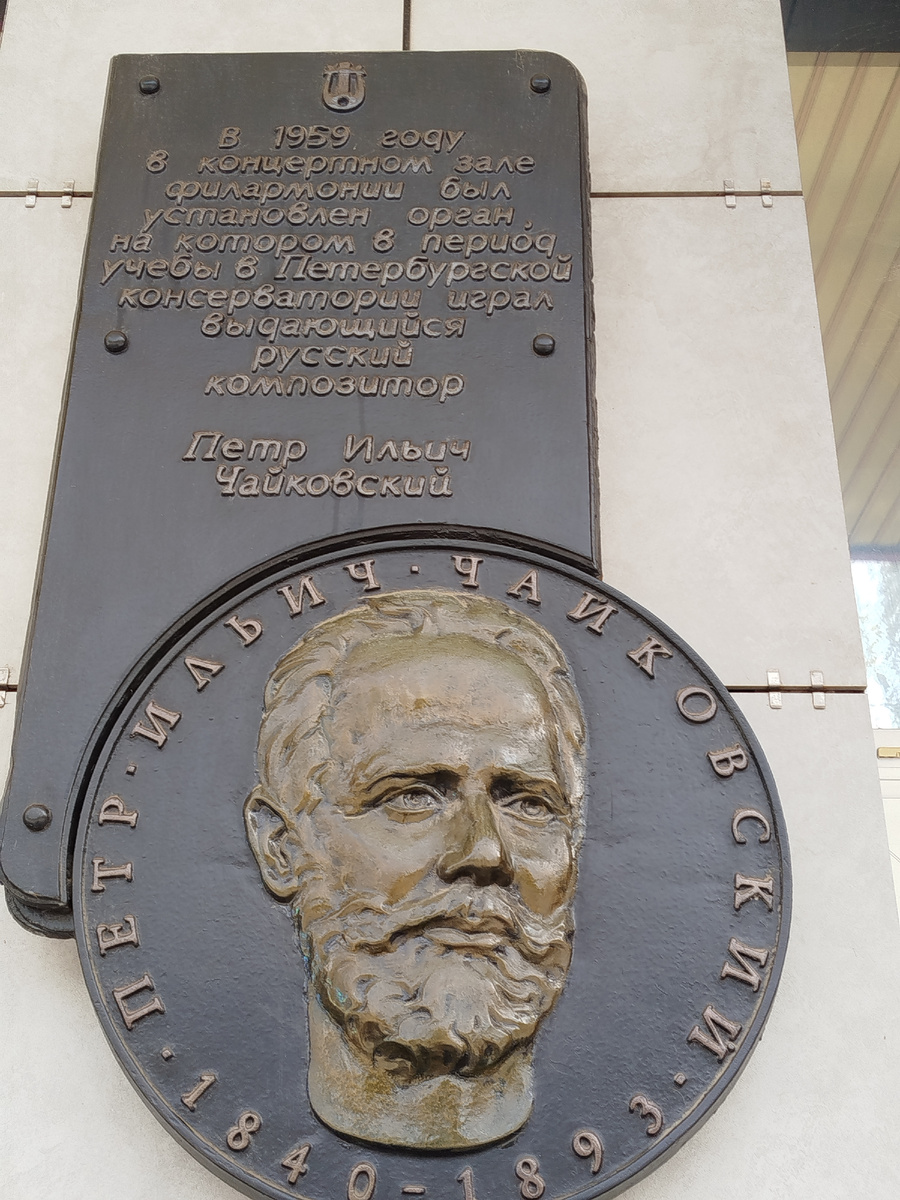 В 1959 году
в концертном зале
филармонии был
установлен орган,
на котором в период
учебы в Петербургской
консерватории играл
выдающийся
русский
композитор
Петр Ильич
Чайковский
ПЕТР · ИЛЬИЧ · ЧАЙКОВСКИЙ ·
1840-1893 ·